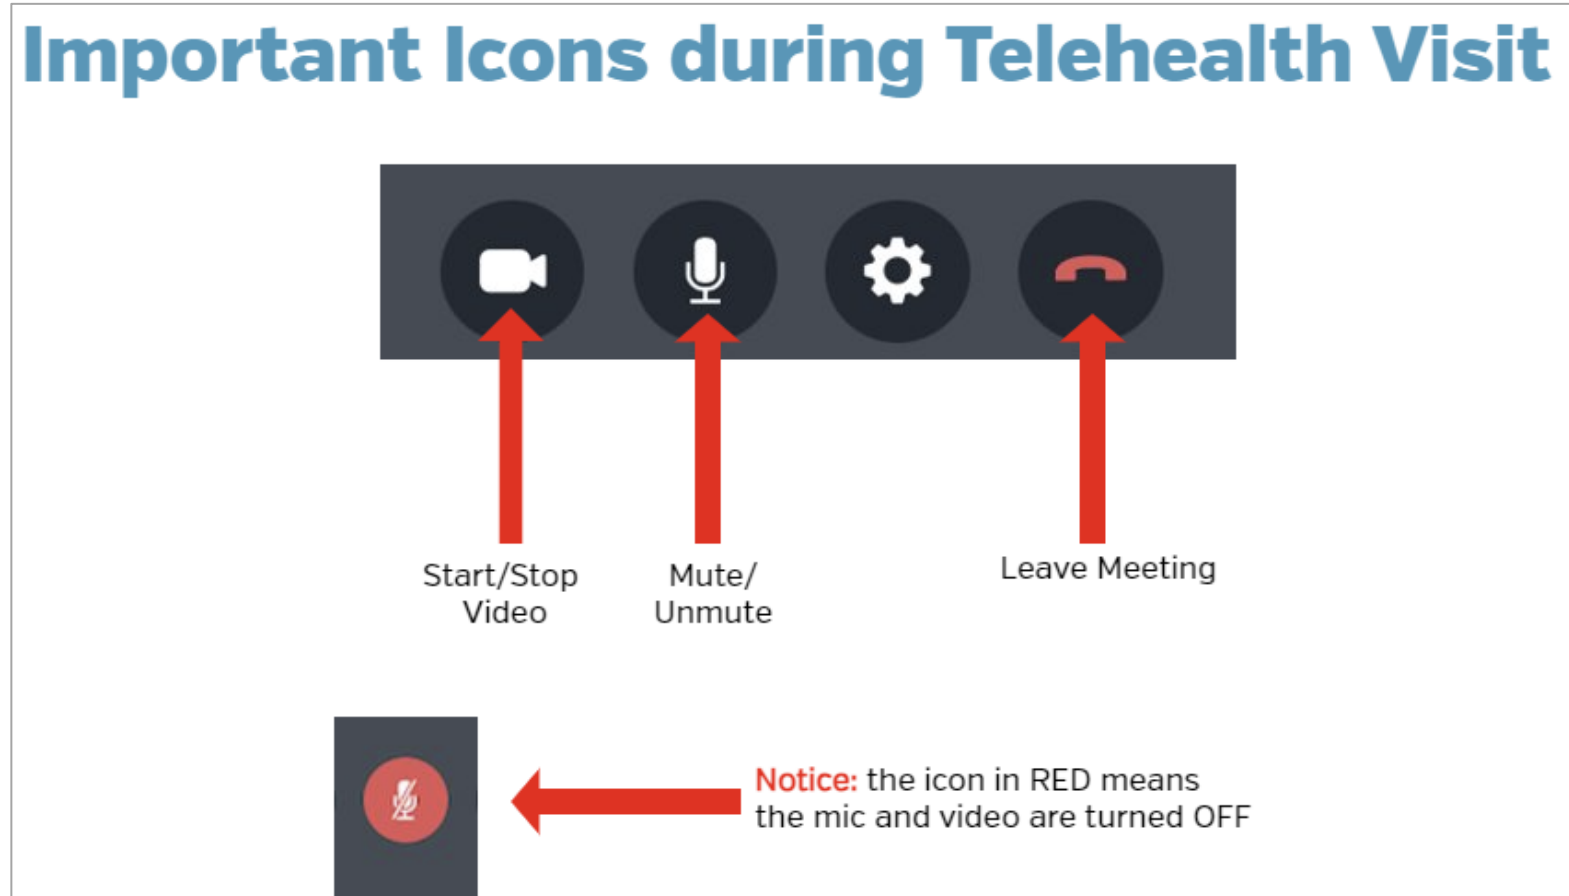 Important Icons during Telehealth Visit
Start/Stop
Video
Mute/
Unmute
Leave Meeting
Notice: the icon in RED means
the mic and video are turned OFF